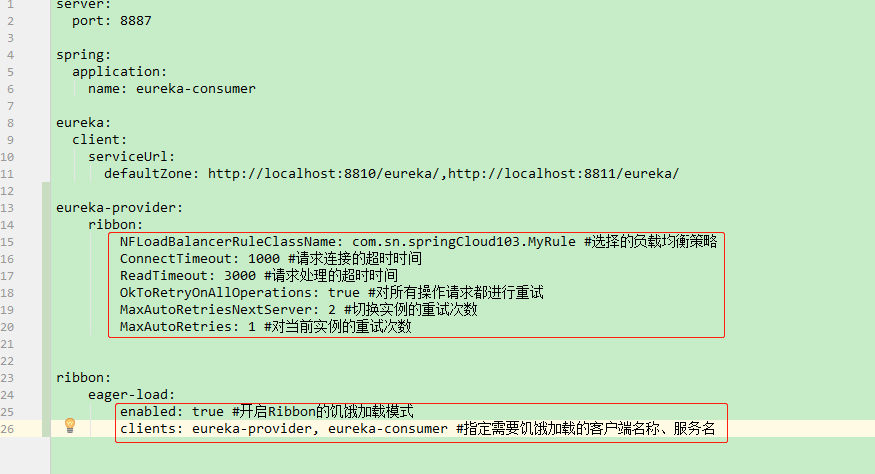 1 server:
2 port: 8887
3
4 spring:
5 application:
6 name: eureka-consumer
7
8 eureka:
9 client:
10 serviceUrl:
11 defaultZone: http://localhost:8810/eureka/,http://localhost:8811/eureka/
12
13 eureka-provider:
14 ribbon:
15 NFLoadBalancerRuleClassName: com.sn.springCloud103.MyRule #选择的负载均衡策略
16 ConnectTimeout: 1000 #请求连接的超时时间
17 ReadTimeout: 3000 #请求处理的超时时间
18 OkToRetryOnAllOperations: true #对所有操作请求都进行重试
19 MaxAutoRetriesNextServer: 2 #切换实例的重试次数
20 MaxAutoRetries: 1 #对当前实例的重试次数
21
22
23 ribbon:
24 eager-load:
25 enabled: true #开启Ribbon的饥饿加载模式
26 clients: eureka-provider, eureka-consumer #指定需要饥饿加载的客户端名称、服务名